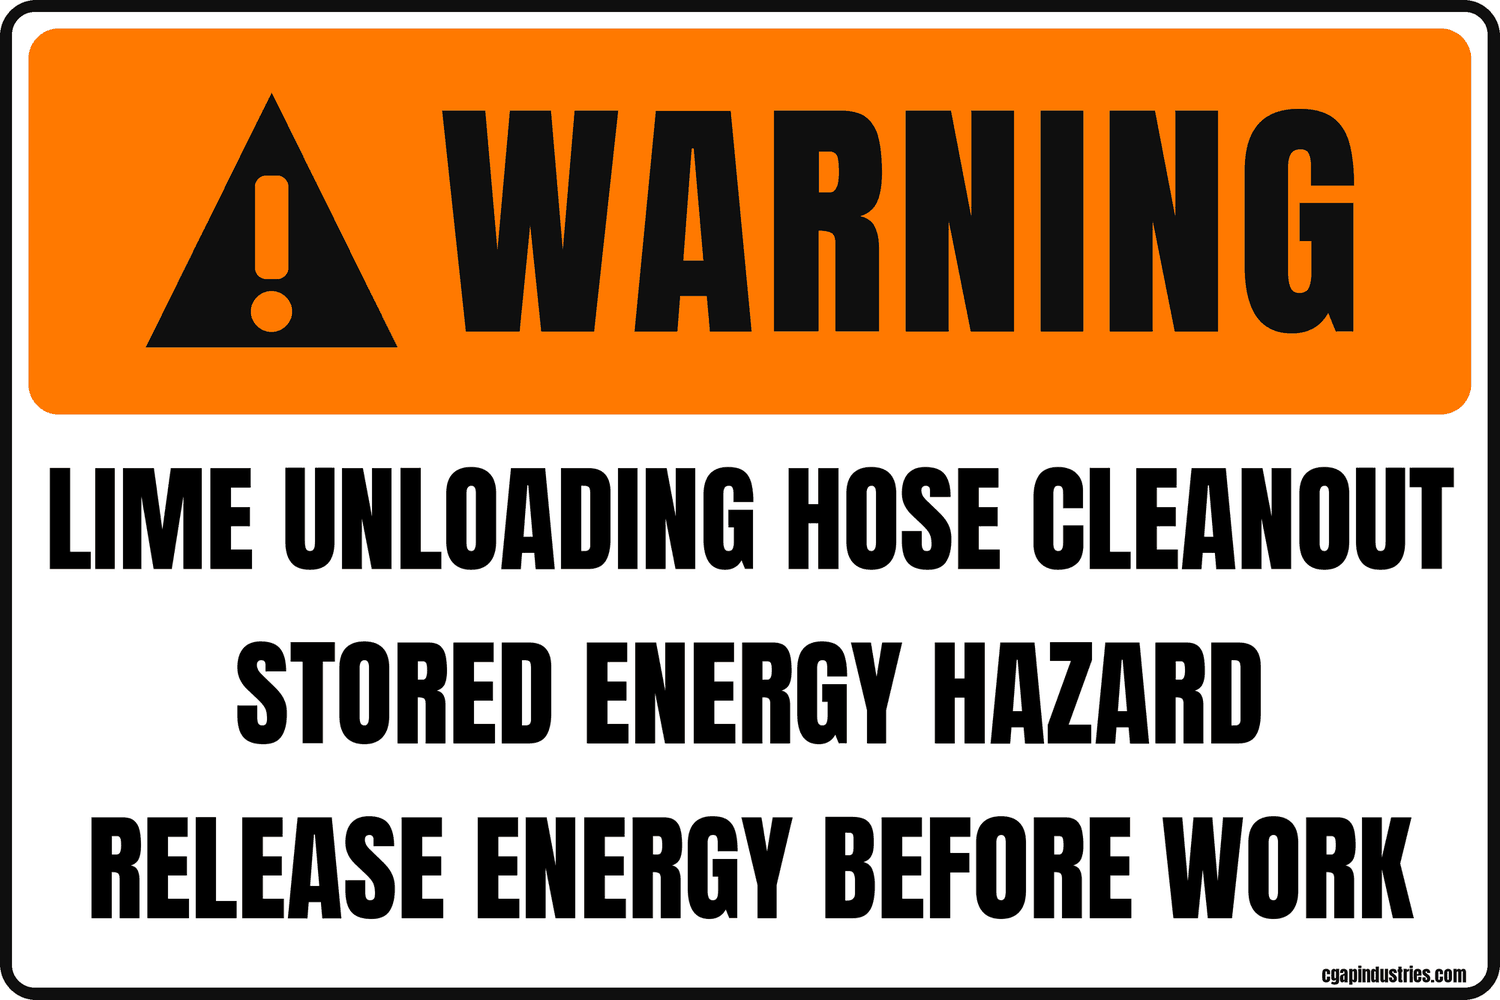 WARNING
LIME UNLOADING HOSE CLEANOUT
STORED ENERGY HAZARD
RELEASE ENERGY BEFORE WORK
cgapindustries.com